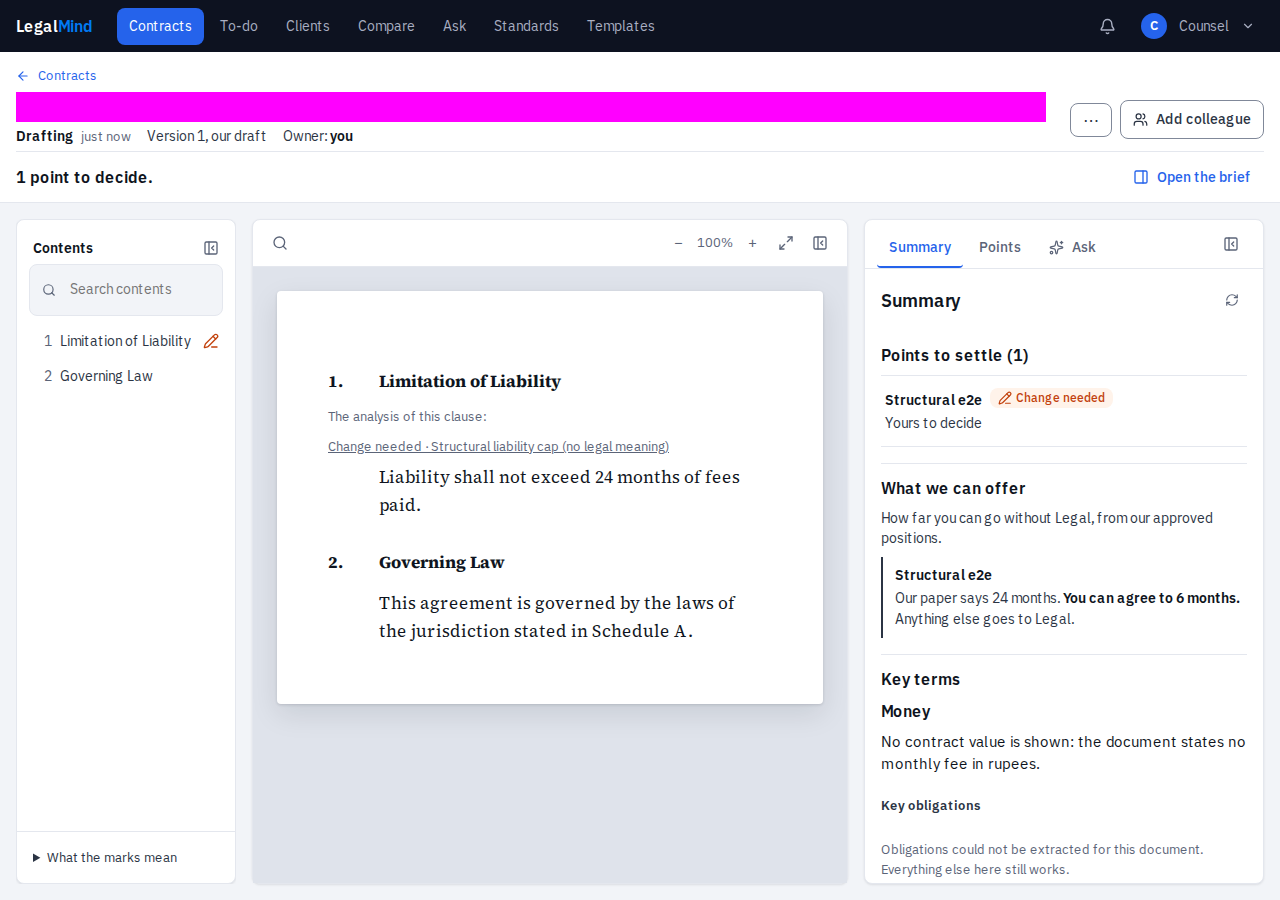 LegalMind
Contracts
To-do
Clients
Compare
Ask
Standards
Templates
C
Counsel
Contracts
Drafting just now Version 1, our draft Owner: you
...
Add colleague
1 point to decide.
Open the brief
Contents
Search contents
1 Limitation of Liability
2 Governing Law
What the marks mean
− 100% +
1. Limitation of Liability
The analysis of this clause:
Change needed · Structural liability cap (no legal meaning)
Liability shall not exceed 24 months of fees
paid.
2. Governing Law
This agreement is governed by the laws of
the jurisdiction stated in Schedule A.
Summary
Points
Ask
Summary
Points to settle (1)
Structural e2e Change needed
Yours to decide
What we can offer
How far you can go without Legal, from our approved
positions.
Structural e2e
Our paper says 24 months. You can agree to 6 months.
Anything else goes to Legal.
Key terms
Money
No contract value is shown: the document states no
monthly fee in rupees.
Key obligations
Obligations could not be extracted for this document.
Everything else here still works.